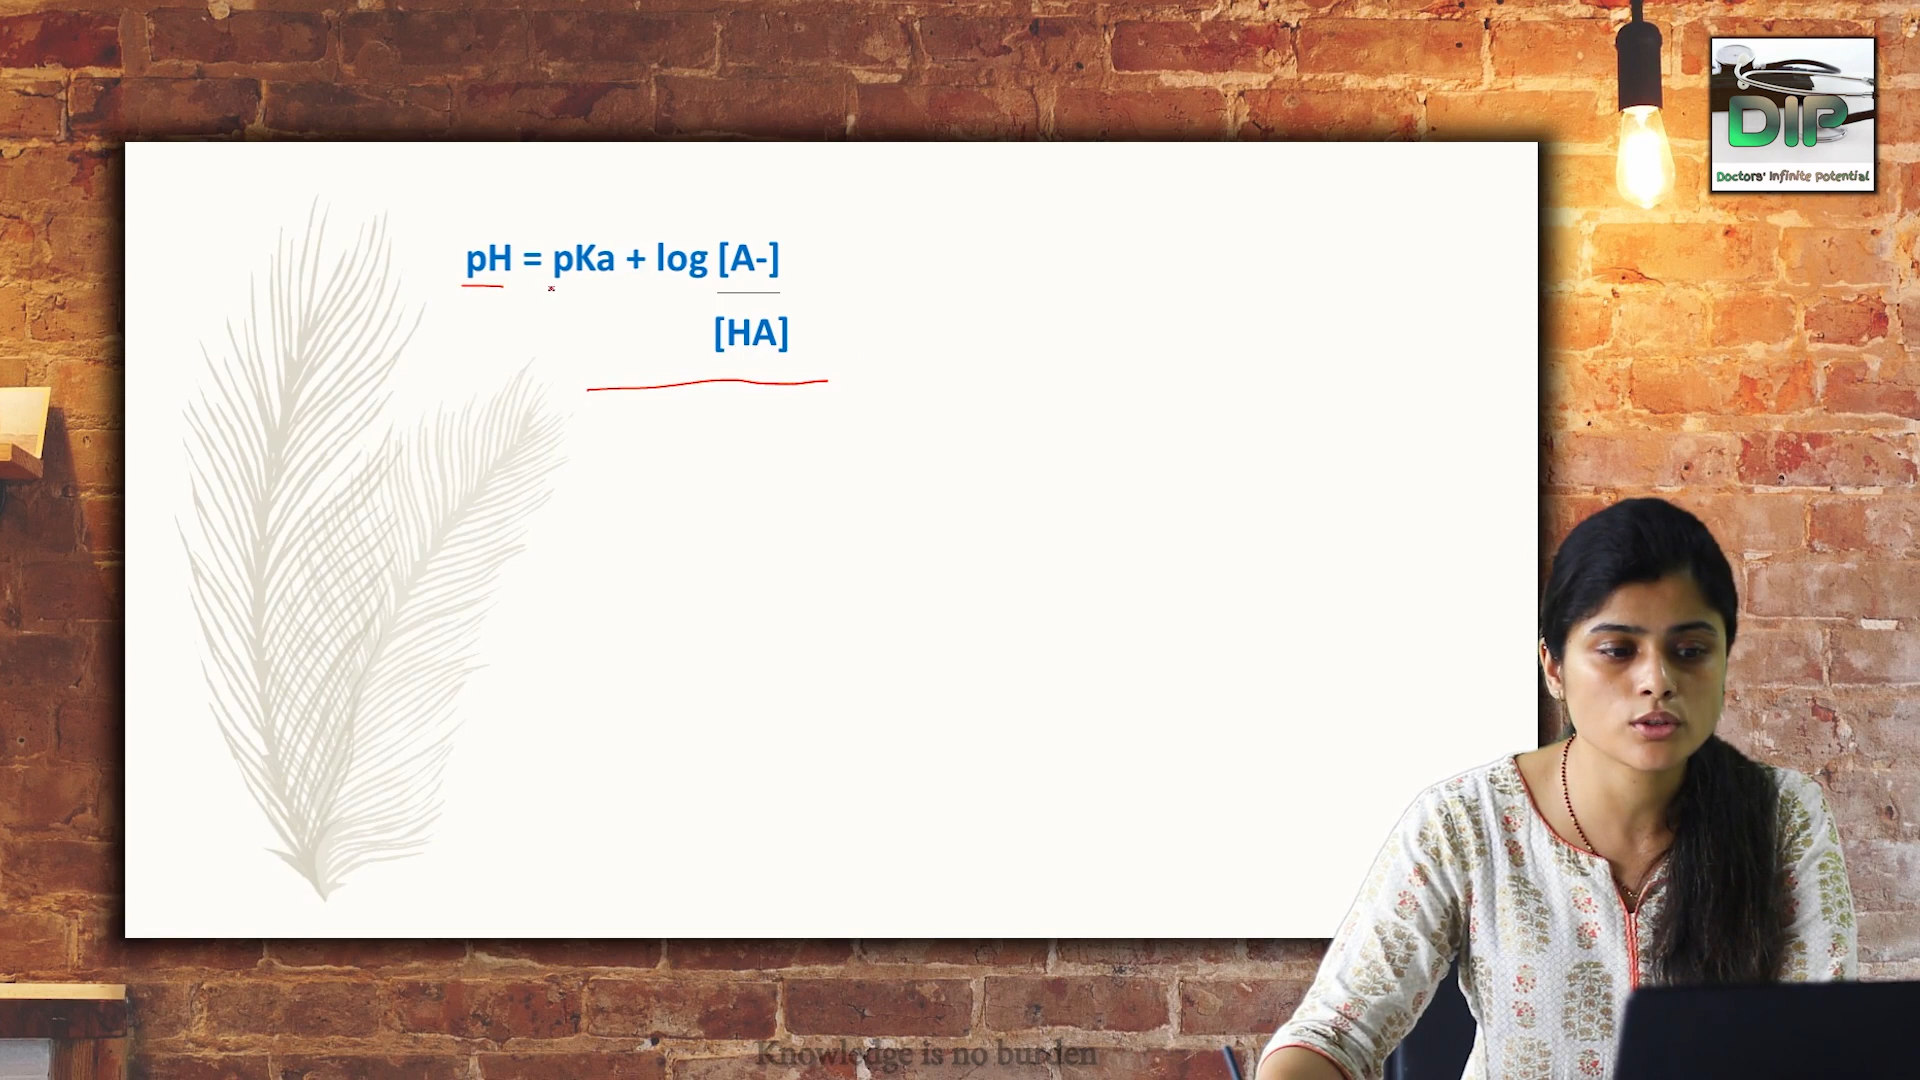 DIP
Doctors' Infinite Potential
pH = pKa + log [A-]
[HA]
Knowledge is no burden